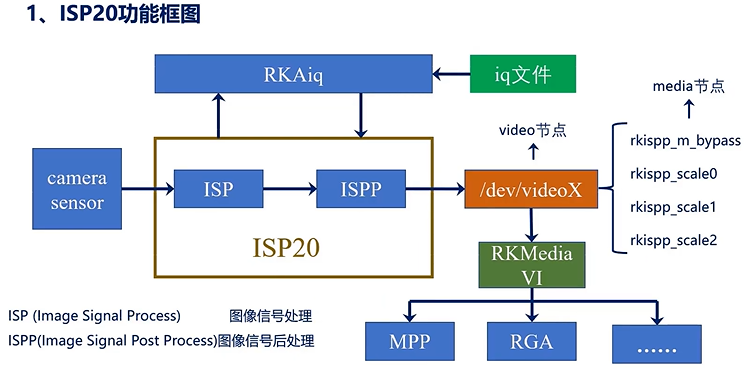 1、ISP20功能框图
RKAiq
iq文件
media节点
video节点
rkispp_m_bypass
camera
sensor
ISP
ISPP
/dev/videoX
rkispp_scale0
rkispp_scale1
rkispp_scale2
ISP20
RKMedia
VI
ISP (Image Signal Process) 图像信号处理
ISPP(Image Signal Post Process)图像信号后处理
MPP
RGA
......